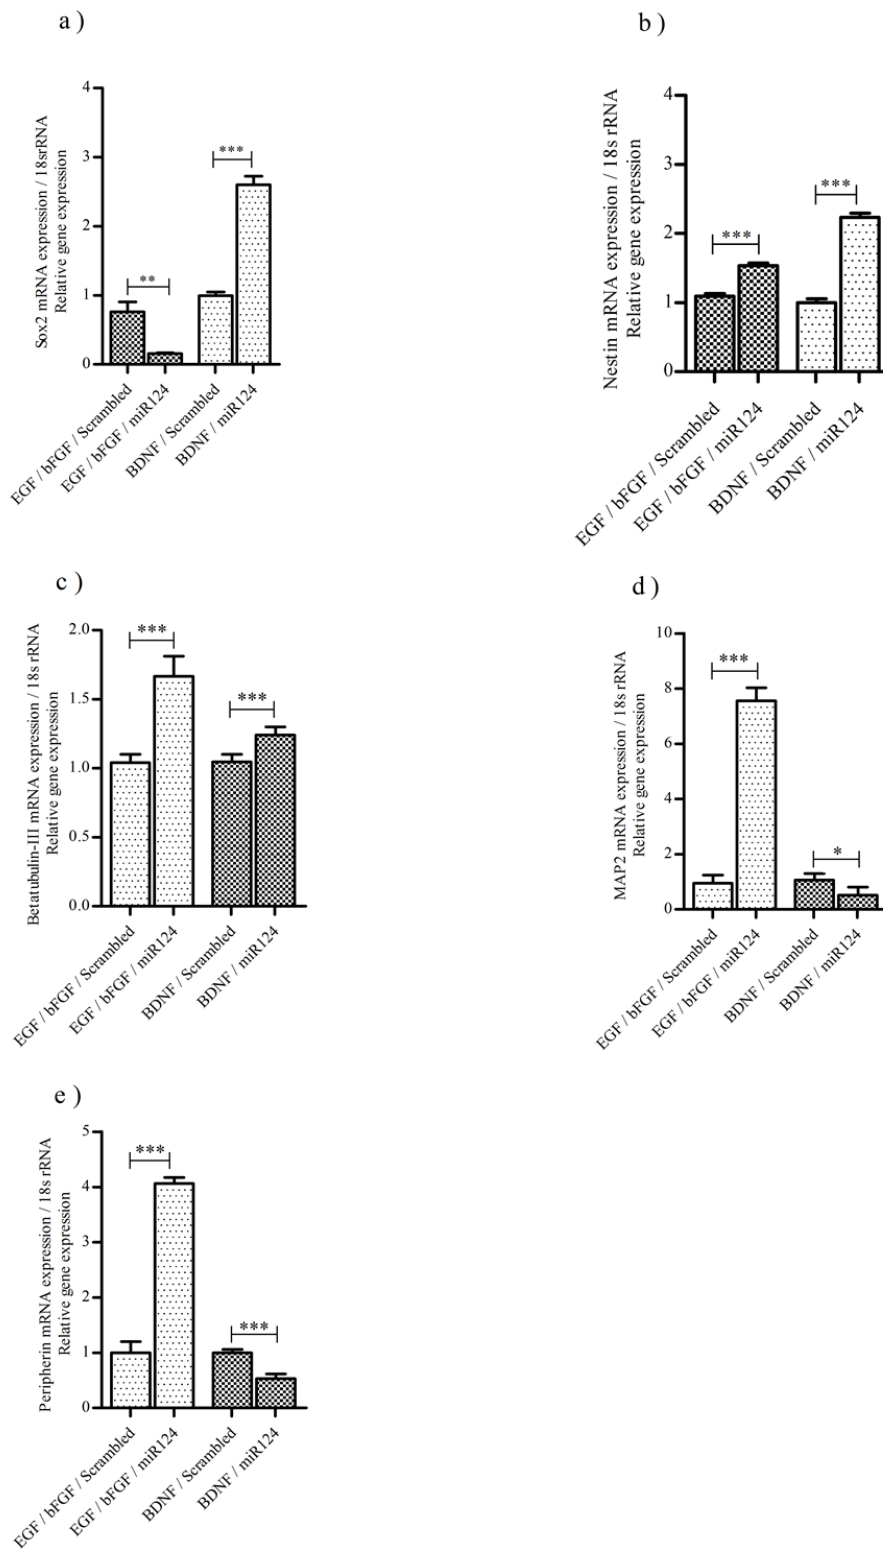 a )
Sox2 mRNA expression / 18srRNA
Relative gene expression
4
3
2
1
0
**
***
EGF / bFGF / Scrambled
EGF / bFGF / miR124
BDNF / Scrambled
BDNF / miR124
b )
Nestin mRNA expression / 18s rRNA
Relative gene expression
4
3
2
1
0
***
***
EGF / bFGF / Scrambled
EGF / bFGF / miR124
BDNF / Scrambled
BDNF / miR124
c )
Betatubulin-III mRNA expression / 18s rRNA
Relative gene expression
2.0
1.5
1.0
0.5
0.0
***
***
EGF / bFGF / Scrambled
EGF / bFGF / miR124
BDNF / Scrambled
BDNF / miR124
d )
MAP2 mRNA expression / 18s rRNA
Relative gene expression
10
8
6
4
2
0
***
*
EGF / bFGF / Scrambled
EGF / bFGF / miR124
BDNF / Scrambled
BDNF / miR124
e )
Peripherin mRNA expression / 18s rRNA
Relative gene expression
5
4
3
2
1
0
***
***
EGF / bFGF / Scrambled
EGF / bFGF / miR124
BDNF / Scrambled
BDNF / miR124